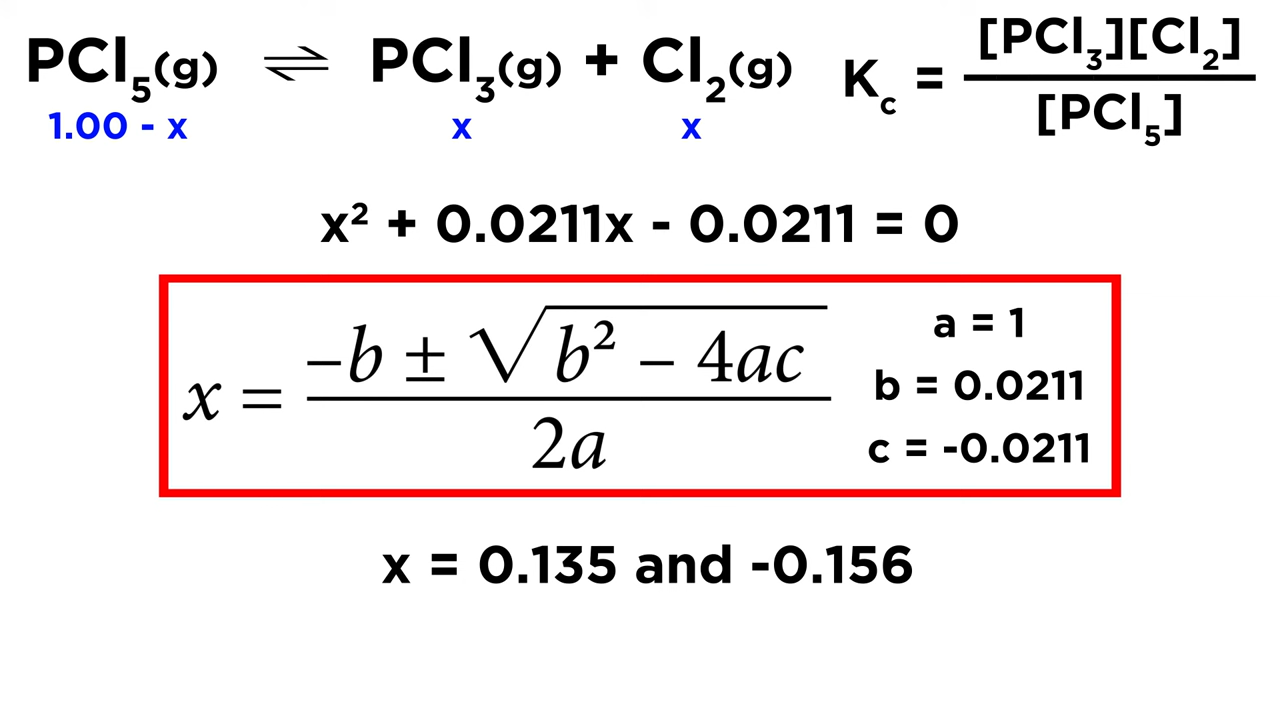 PCl₅(g) ⇌ PCl₃(g) + Cl₂(g) K_c = [PCl₃][Cl₂] / [PCl₅]
1.00 - x x x
x² + 0.0211x - 0.0211 = 0
x = (–b ± √(b² – 4ac)) / 2a
a = 1
b = 0.0211
c = -0.0211
x = 0.135 and -0.156